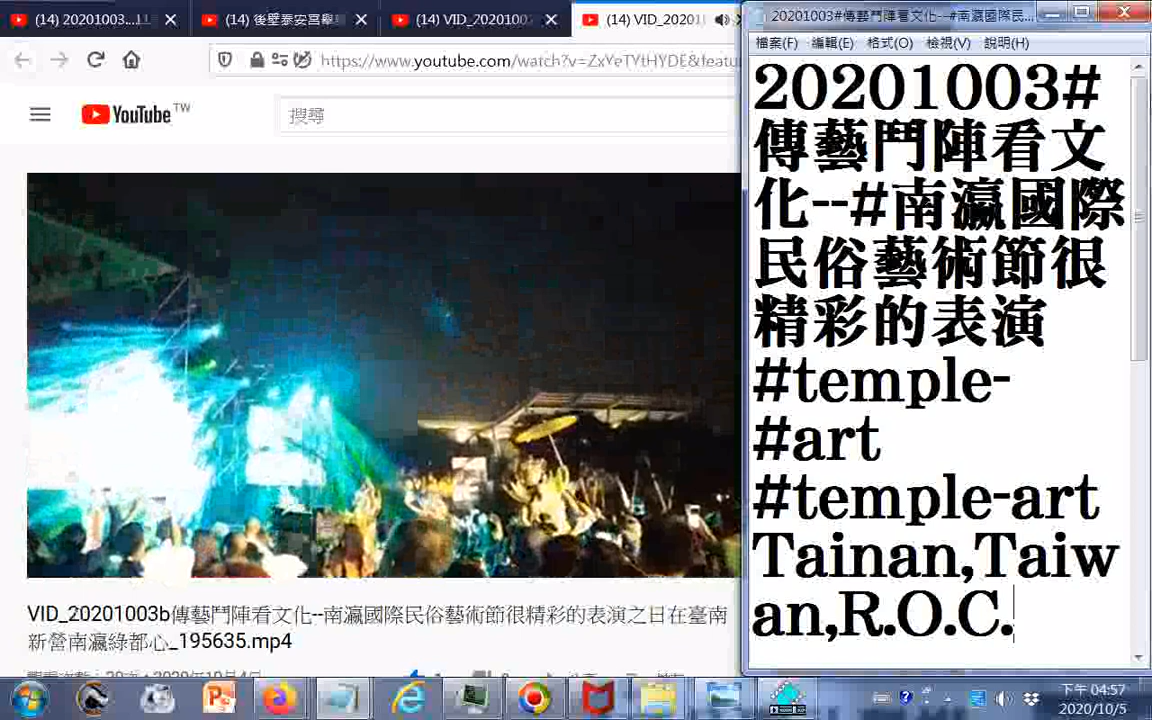 (14) 20201003...
(14) 後壁泰安宮
(14) VID_2020100
(14) VID_20201
20201003#傳藝鬥陣看文化--#南瀛國際民...
https://www.youtube.com/watch?v=ZxYeTYtHYDE&featu
檔案(F) 編輯(E) 格式(O) 檢視(V) 說明(H)
YouTube TW
搜尋
20201003#
傳藝鬥陣看文
化--#南瀛國際
民俗藝術節很
精彩的表演
#temple-
#art
#temple-art
Tainan,Taiw
an,R.O.C.
VID_20201003b傳藝鬥陣看文化--南瀛國際民俗藝術節很精彩的表演之日在臺南
新營南瀛綠都心_195635.mp4
下午 04:57
2020/10/5